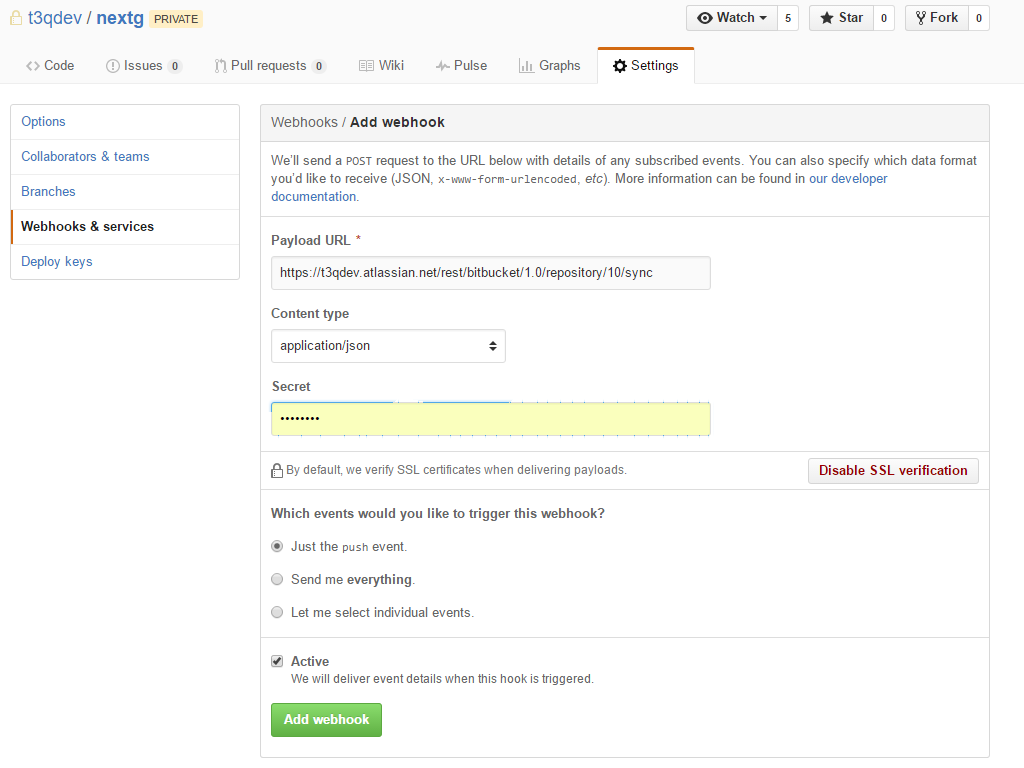 t3qdev / nextg PRIVATE Watch 5 Star 0 Fork 0
Code Issues 0 Pull requests 0 Wiki Pulse Graphs Settings
Options
Collaborators & teams
Branches
Webhooks & services
Deploy keys
Webhooks / Add webhook
We’ll send a POST request to the URL below with details of any subscribed events. You can also specify which data format
you’d like to receive (JSON, x-www-form-urlencoded, etc). More information can be found in our developer
documentation.
Payload URL *
https://t3qdev.atlassian.net/rest/bitbucket/1.0/repository/10/sync
Content type
application/json
Secret
••••••••
By default, we verify SSL certificates when delivering payloads. Disable SSL verification
Which events would you like to trigger this webhook?
Just the push event.
Send me everything.
Let me select individual events.
Active
We will deliver event details when this hook is triggered.
Add webhook